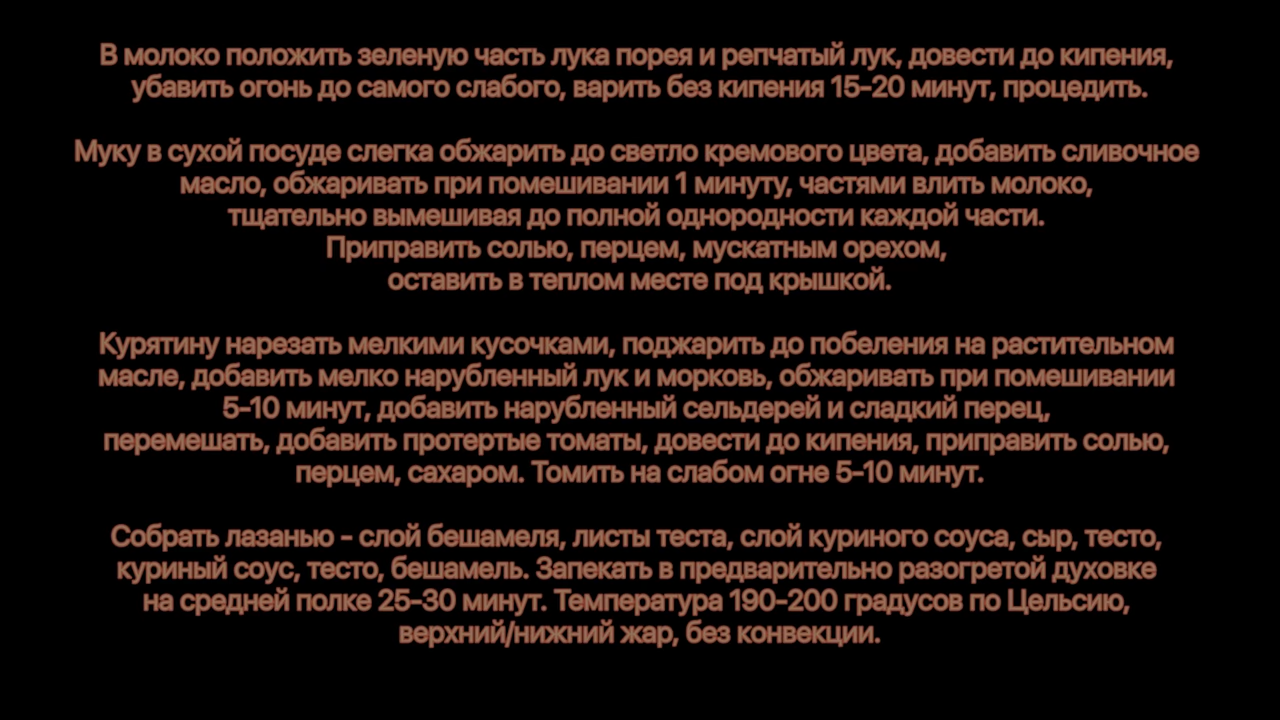 В молоко положить зеленую часть лука порея и репчатый лук, довести до кипения,
убавить огонь до самого слабого, варить без кипения 15-20 минут, процедить.
Муку в сухой посуде слегка обжарить до светло кремового цвета, добавить сливочное
масло, обжаривать при помешивании 1 минуту, частями влить молоко,
тщательно вымешивая до полной однородности каждой части.
Приправить солью, перцем, мускатным орехом,
оставить в теплом месте под крышкой.
Курятину нарезать мелкими кусочками, поджарить до побеления на растительном
масле, добавить мелко нарубленный лук и морковь, обжаривать при помешивании
5-10 минут, добавить нарубленный сельдерей и сладкий перец,
перемешать, добавить протертые томаты, довести до кипения, приправить солью,
перцем, сахаром. Томить на слабом огне 5-10 минут.
Собрать лазанью - слой бешамеля, листы теста, слой куриного соуса, сыр, тесто,
куриный соус, тесто, бешамель. Запекать в предварительно разогретой духовке
на средней полке 25-30 минут. Температура 190-200 градусов по Цельсию,
верхний/нижний жар, без конвекции.